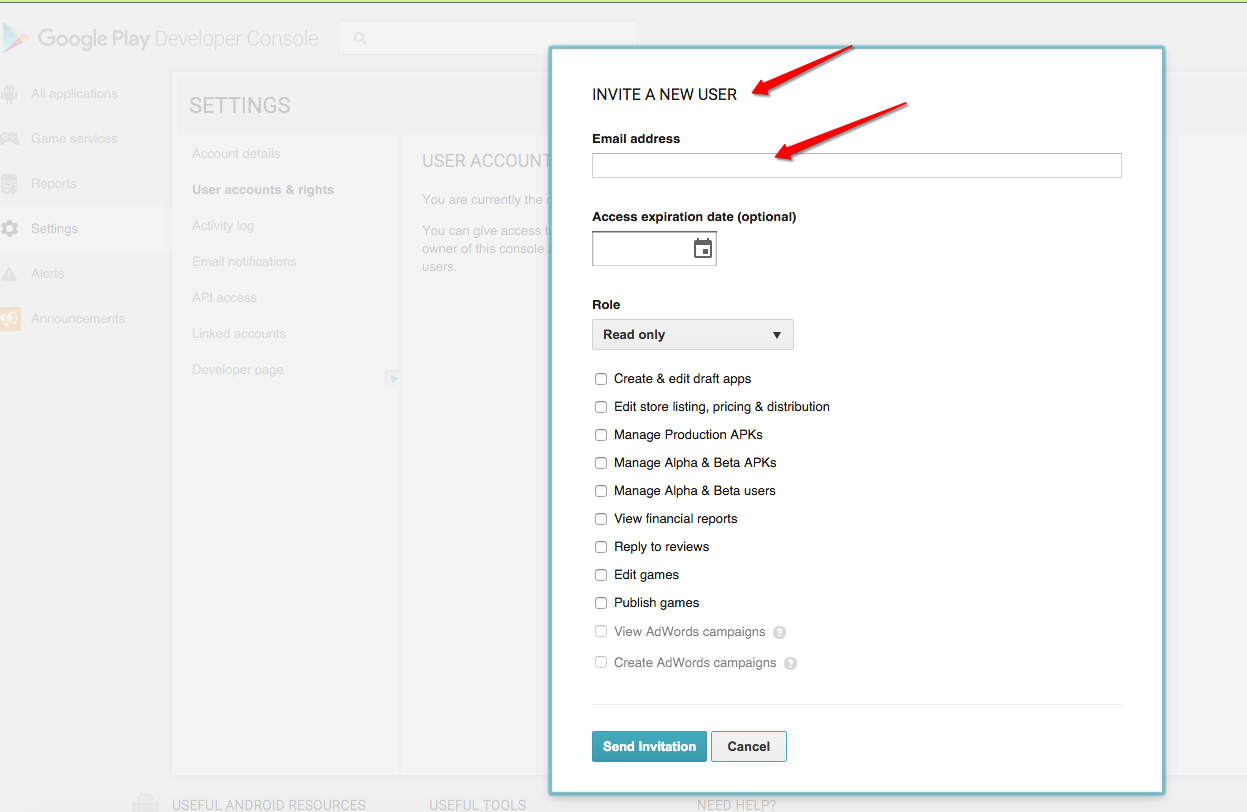 Google Play Developer Console
All applications
Game services
Reports
Settings
Alerts
Announcements
SETTINGS
Account details
User accounts & rights
Activity log
Email notifications
API access
Linked accounts
Developer page
USER ACCOUNT
You are currently the
You can give access
owner of this console
users.
INVITE A NEW USER
Email address
Access expiration date (optional)
Role
Read only
Create & edit draft apps
Edit store listing, pricing & distribution
Manage Production APKs
Manage Alpha & Beta APKs
Manage Alpha & Beta users
View financial reports
Reply to reviews
Edit games
Publish games
View AdWords campaigns ?
Create AdWords campaigns ?
Send Invitation
Cancel
USEFUL ANDROID RESOURCES
USEFUL TOOLS
NEED HELP?